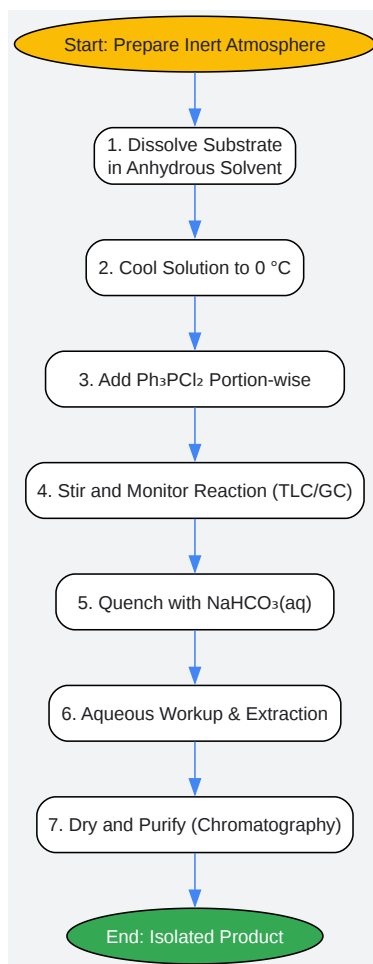 Start: Prepare Inert Atmosphere
1. Dissolve Substrate
in Anhydrous Solvent
2. Cool Solution to 0 °C
3. Add Ph₃PCl₂ Portion-wise
4. Stir and Monitor Reaction (TLC/GC)
5. Quench with NaHCO₃(aq)
6. Aqueous Workup & Extraction
7. Dry and Purify (Chromatography)
End: Isolated Product